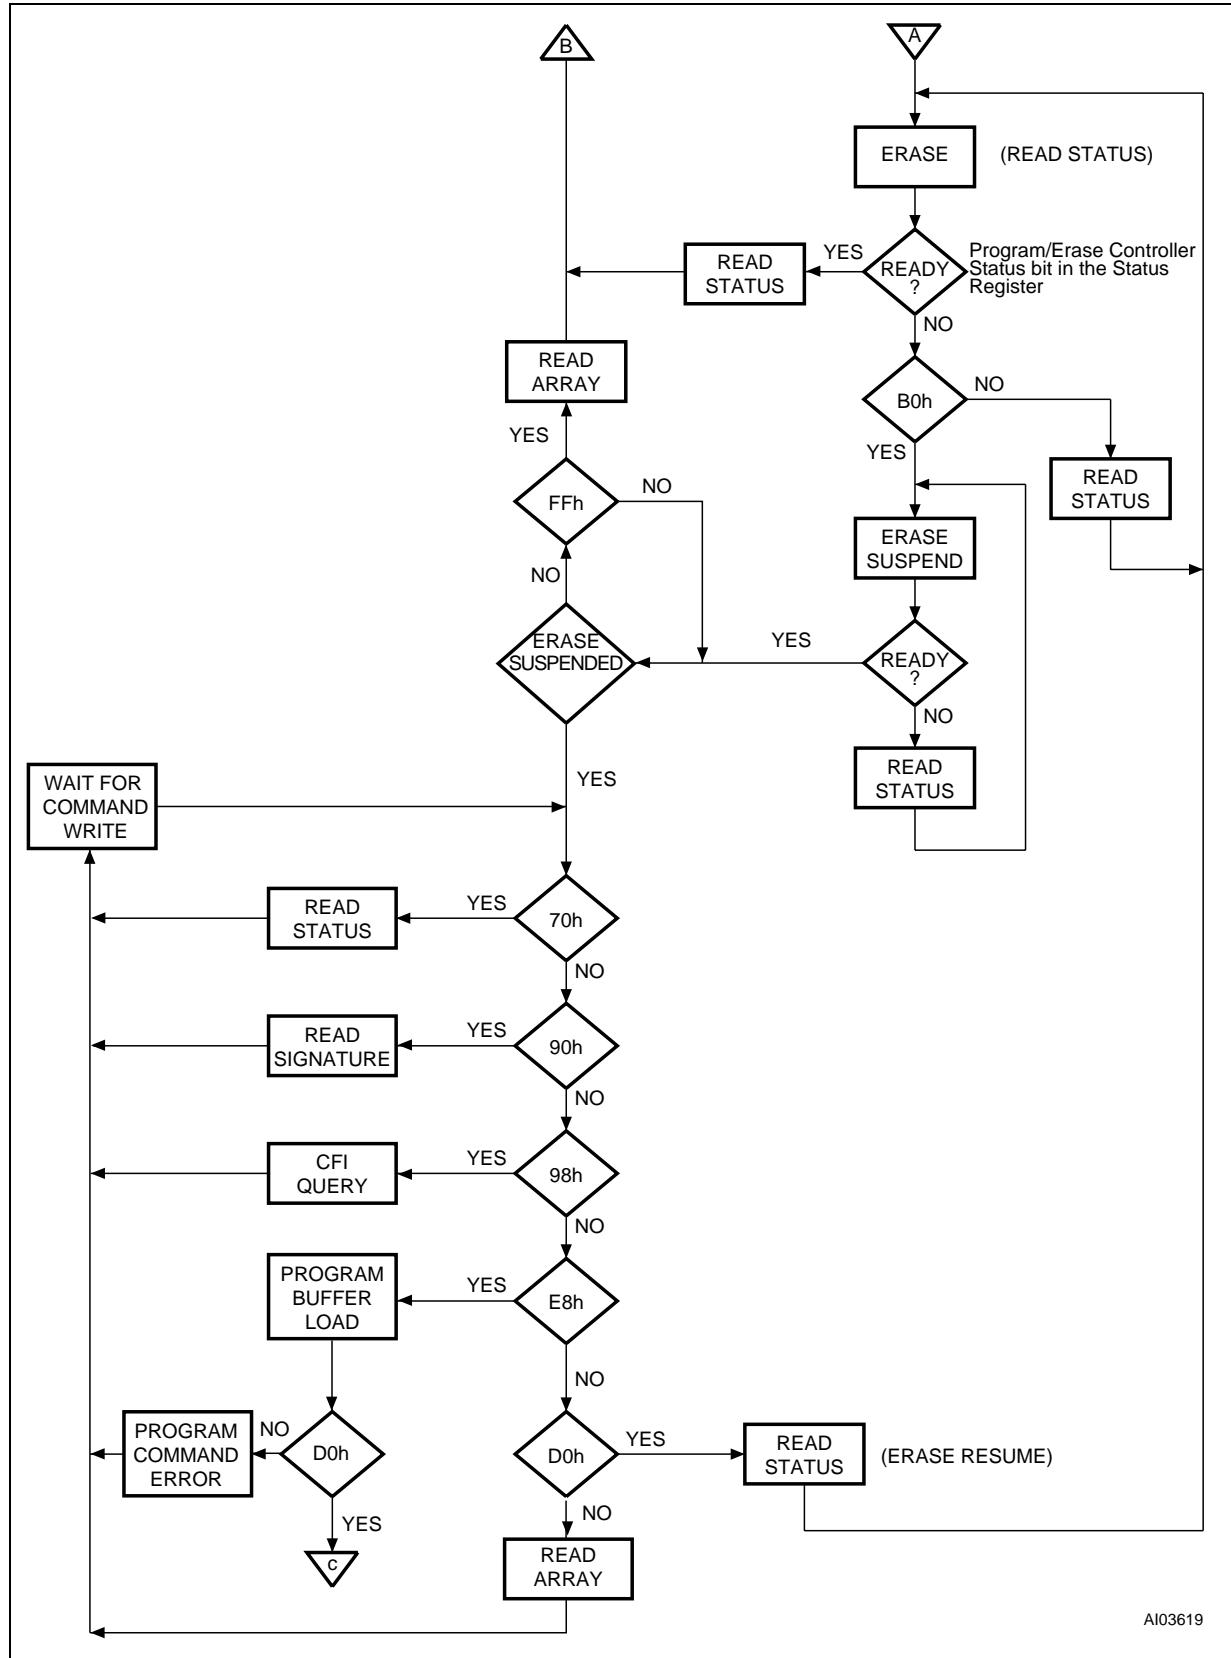 B
A
ERASE
(READ STATUS)
READ
STATUS
YES
READY
?
Program/Erase Controller
Status bit in the Status
Register
NO
READ
ARRAY
B0h
NO
YES
YES
READ
STATUS
FFh
NO
ERASE
SUSPEND
NO
ERASE
SUSPENDED
YES
READY
?
NO
READ
STATUS
YES
WAIT FOR
COMMAND
WRITE
READ
STATUS
YES
70h
NO
READ
SIGNATURE
YES
90h
NO
CFI
QUERY
YES
98h
NO
PROGRAM
BUFFER
LOAD
YES
E8h
NO
PROGRAM
COMMAND
ERROR
NO
D0h
YES
c
D0h
YES
READ
STATUS
(ERASE RESUME)
NO
READ
ARRAY
AI03619